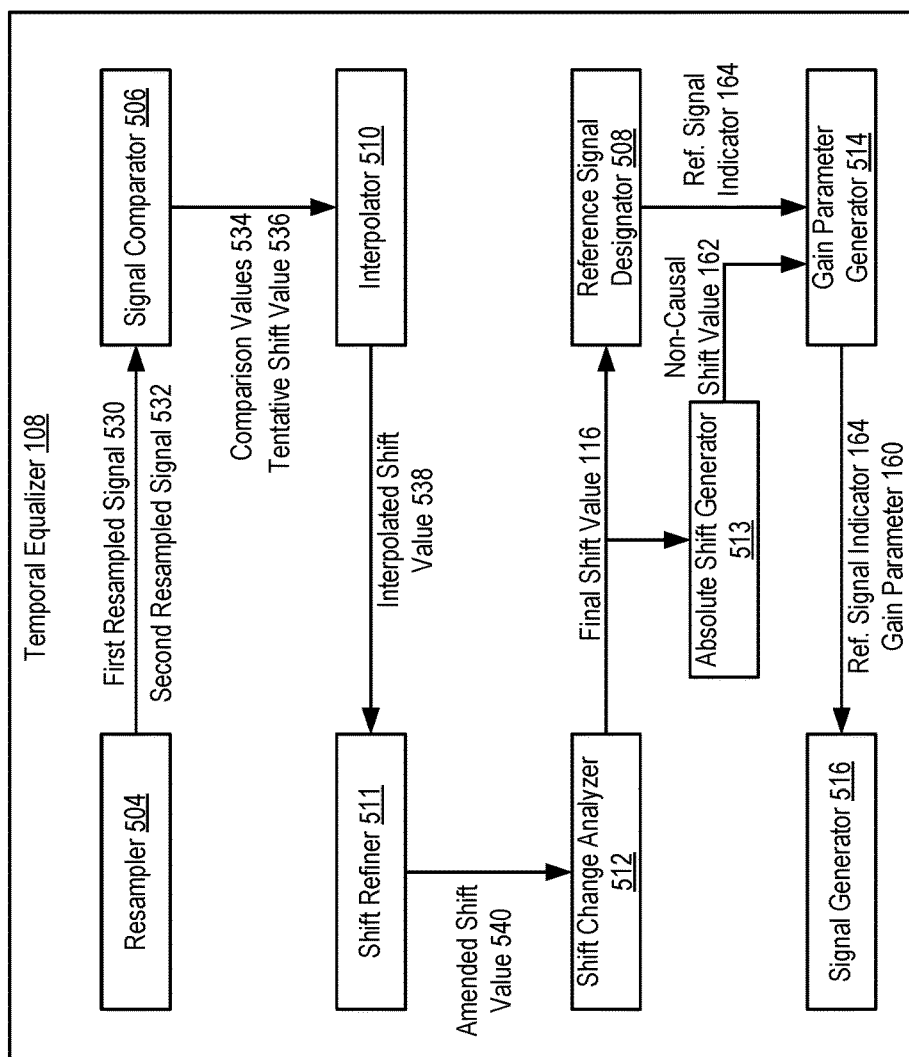 Temporal Equalizer 108
Resampler 504
First Resampled Signal 530
Second Resampled Signal 532
Signal Comparator 506
Comparison Values 534
Tentative Shift Value 536
Interpolator 510
Interpolated Shift
Value 538
Shift Refiner 511
Amended Shift
Value 540
Shift Change Analyzer
512
Final Shift Value 116
Reference Signal
Designator 508
Absolute Shift Generator
513
Non-Causal
Shift Value 162
Ref. Signal
Indicator 164
Gain Parameter
Generator 514
Ref. Signal Indicator 164
Gain Parameter 160
Signal Generator 516